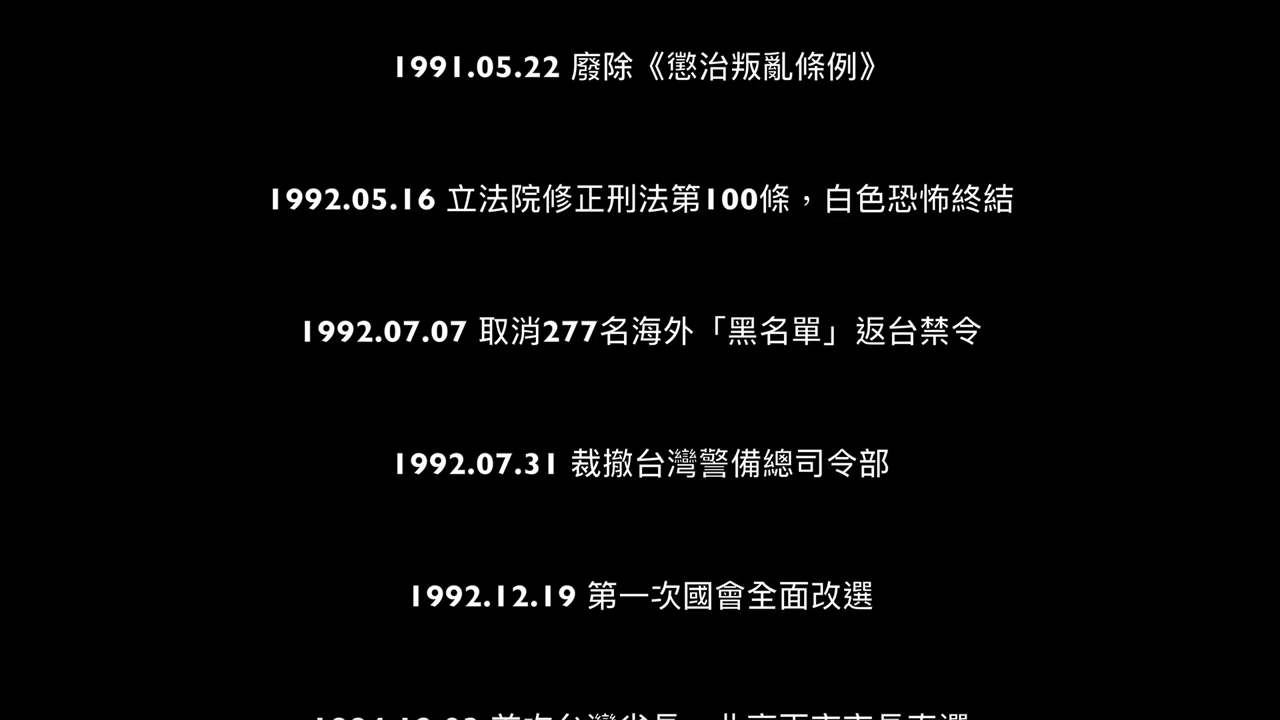 1991.05.22 廢除《懲治叛亂條例》
1992.05.16 立法院修正刑法第100條，白色恐怖終結
1992.07.07 取消277名海外「黑名單」返台禁令
1992.07.31 裁撤台灣警備總司令部
1992.12.19 第一次國會全面改選